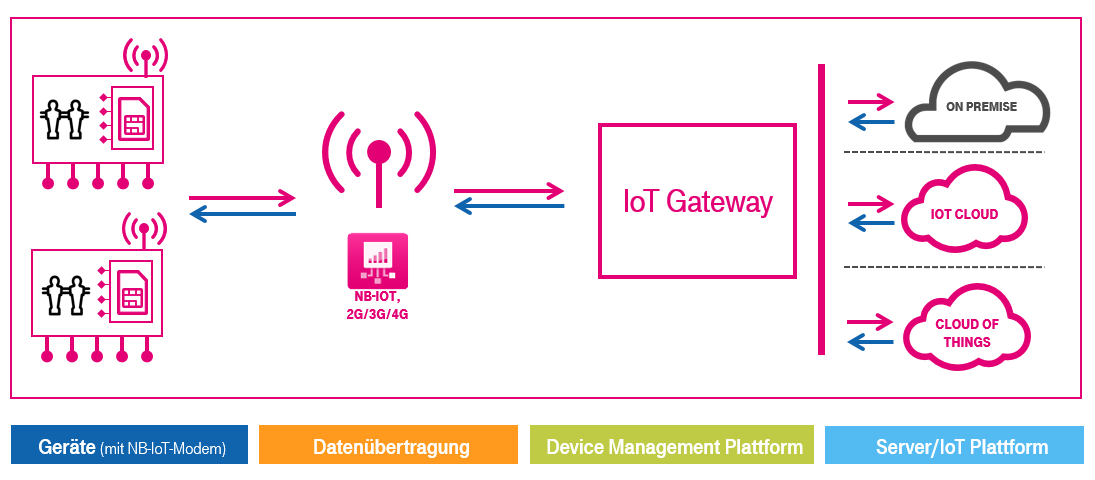 ON PREMISE
IoT Gateway
IOT CLOUD
NB-IOT,
2G/3G/4G
CLOUD OF
THINGS
Geräte (mit NB-IoT-Modem)
Datenübertragung
Device Management Plattform
Server/IoT Plattform